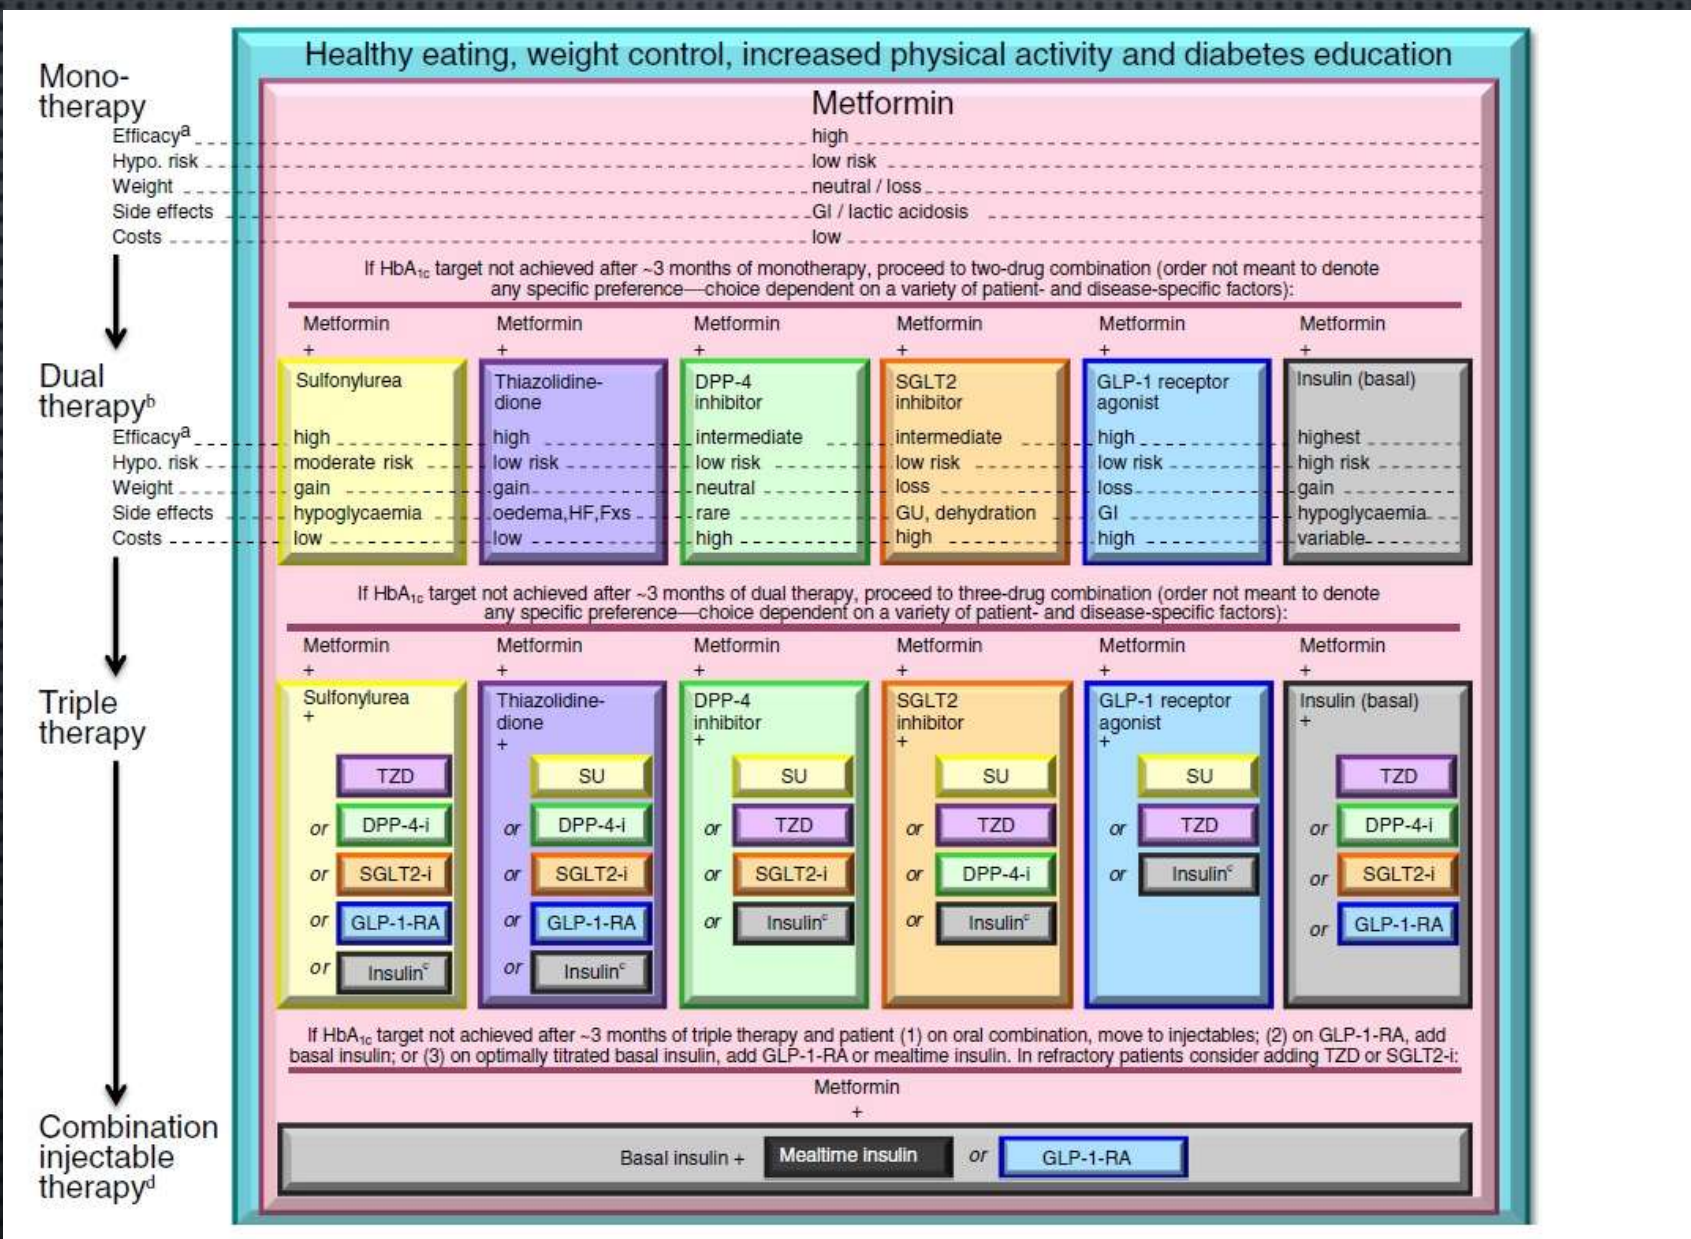 Healthy eating, weight control, increased physical activity and diabetes education
Mono-
therapy
Metformin
Efficacyᵃ high
Hypo. risk low risk
Weight neutral / loss
Side effects GI / lactic acidosis
Costs low
If HbA₁c target not achieved after ~3 months of monotherapy, proceed to two-drug combination (order not meant to denote
any specific preference—choice dependent on a variety of patient- and disease-specific factors):
Metformin Metformin Metformin Metformin Metformin Metformin
+ + + + + +
Dual
therapyᵇ
Sulfonylurea Thiazolidine- DPP-4 SGLT2 GLP-1 receptor Insulin (basal)
dione inhibitor inhibitor agonist
Efficacyᵃ high high intermediate intermediate high highest
Hypo. risk moderate risk low risk low risk low risk low risk high risk
Weight gain gain neutral loss loss gain
Side effects hypoglycaemia oedema,HF,Fxs rare GU, dehydration GI hypoglycaemia
Costs low low high high high variable
If HbA₁c target not achieved after ~3 months of dual therapy, proceed to three-drug combination (order not meant to denote
any specific preference—choice dependent on a variety of patient- and disease-specific factors):
Metformin Metformin Metformin Metformin Metformin Metformin
+ + + + + +
Triple
therapy
Sulfonylurea Thiazolidine- DPP-4 SGLT2 GLP-1 receptor Insulin (basal)
+ dione inhibitor inhibitor agonist +
+ + + +
TZD SU SU SU SU TZD
or DPP-4-i or DPP-4-i or TZD or TZD or TZD or DPP-4-i
or SGLT2-i or SGLT2-i or SGLT2-i or DPP-4-i or Insulinᶜ or SGLT2-i
or GLP-1-RA or GLP-1-RA or Insulinᶜ or Insulinᶜ or GLP-1-RA
or Insulinᶜ or Insulinᶜ
If HbA₁c target not achieved after ~3 months of triple therapy and patient (1) on oral combination, move to injectables; (2) on GLP-1-RA, add
basal insulin; or (3) on optimally titrated basal insulin, add GLP-1-RA or mealtime insulin. In refractory patients consider adding TZD or SGLT2-i:
Metformin
+
Combination
injectable
therapyᵈ
Basal insulin + Mealtime insulin or GLP-1-RA